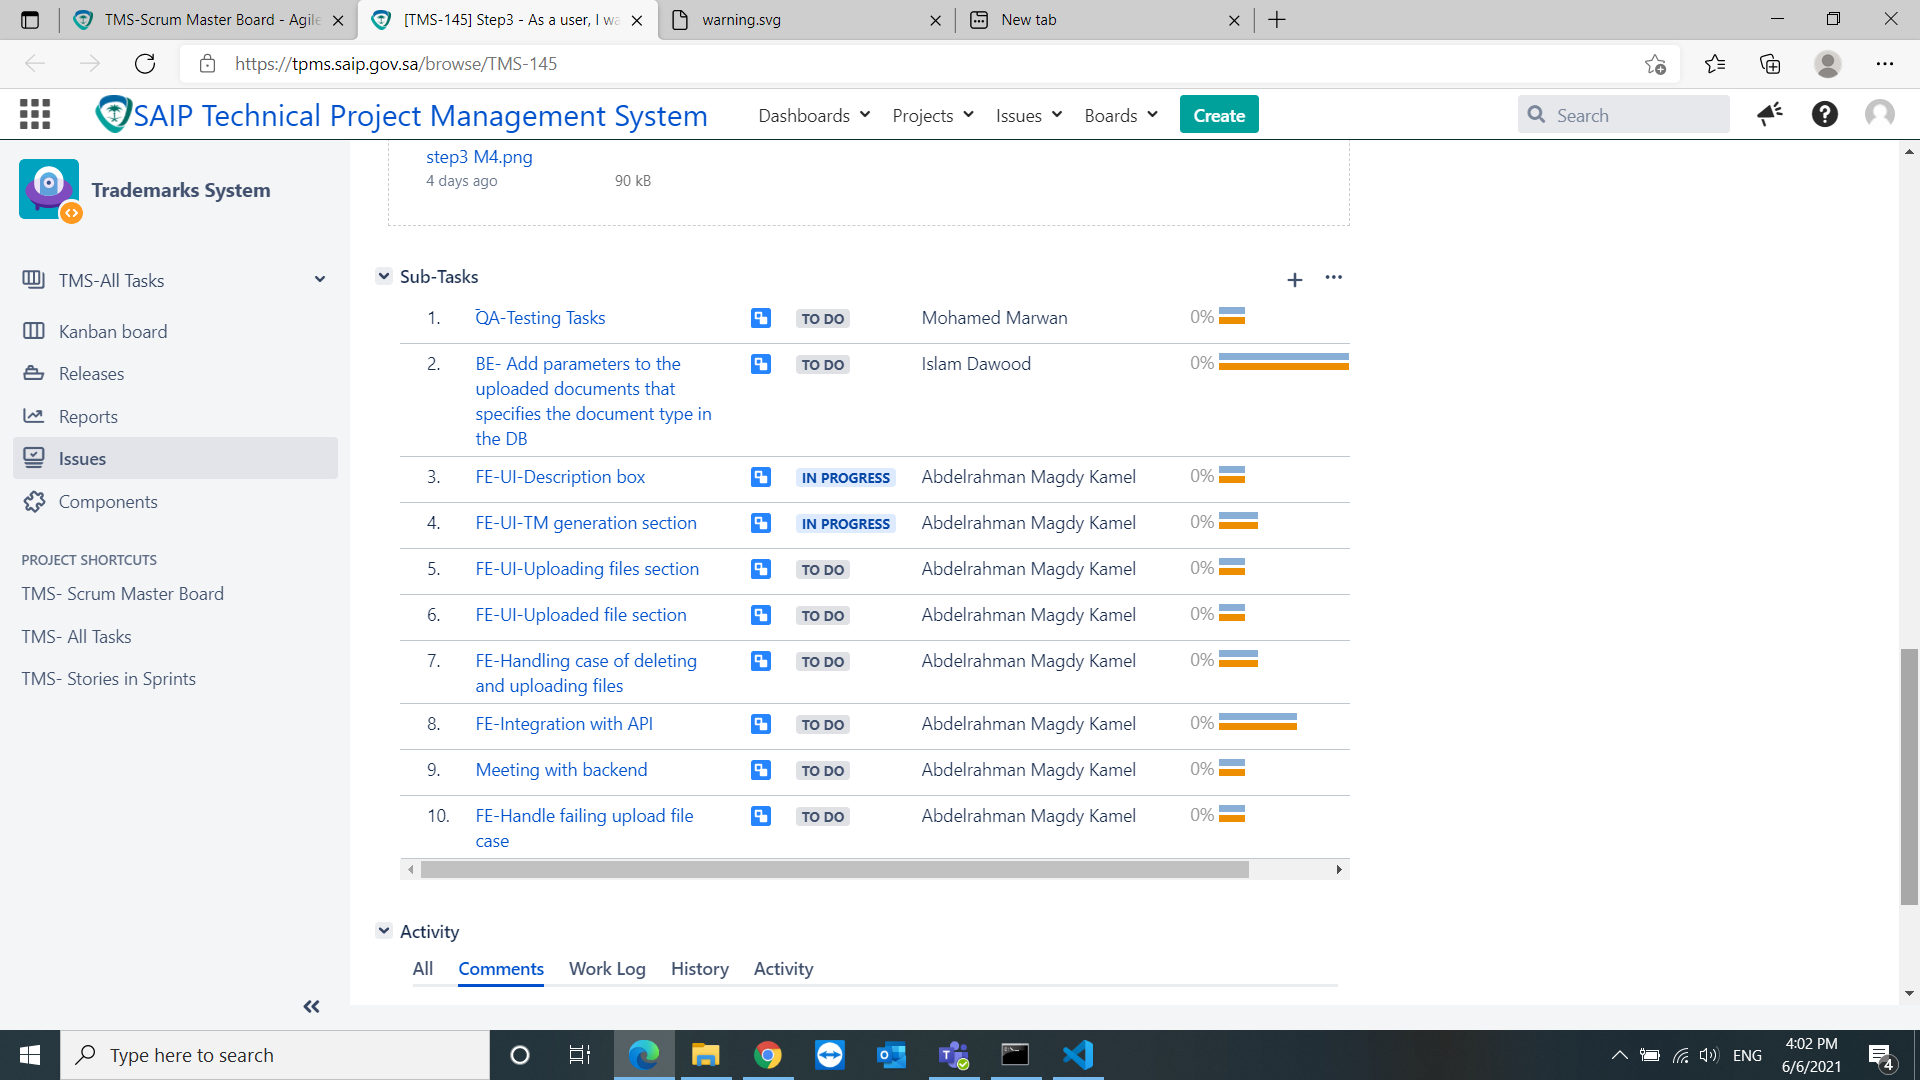 TMS-Scrum Master Board - Agile
[TMS-145] Step3 - As a user, I wa
warning.svg
New tab
https://tpms.saip.gov.sa/browse/TMS-145
SAIP Technical Project Management System
Dashboards
Projects
Issues
Boards
Create
Search
Trademarks System
TMS-All Tasks
Kanban board
Releases
Reports
Issues
Components
PROJECT SHORTCUTS
TMS- Scrum Master Board
TMS- All Tasks
TMS- Stories in Sprints
step3 M4.png
4 days ago 90 kB
Sub-Tasks
1. QA-Testing Tasks TO DO Mohamed Marwan 0%
2. BE- Add parameters to the TO DO Islam Dawood 0%
uploaded documents that
specifies the document type in
the DB
3. FE-UI-Description box IN PROGRESS Abdelrahman Magdy Kamel 0%
4. FE-UI-TM generation section IN PROGRESS Abdelrahman Magdy Kamel 0%
5. FE-UI-Uploading files section TO DO Abdelrahman Magdy Kamel 0%
6. FE-UI-Uploaded file section TO DO Abdelrahman Magdy Kamel 0%
7. FE-Handling case of deleting TO DO Abdelrahman Magdy Kamel 0%
and uploading files
8. FE-Integration with API TO DO Abdelrahman Magdy Kamel 0%
9. Meeting with backend TO DO Abdelrahman Magdy Kamel 0%
10. FE-Handle failing upload file TO DO Abdelrahman Magdy Kamel 0%
case
Activity
All Comments Work Log History Activity
Type here to search
ENG
4:02 PM
6/6/2021
4